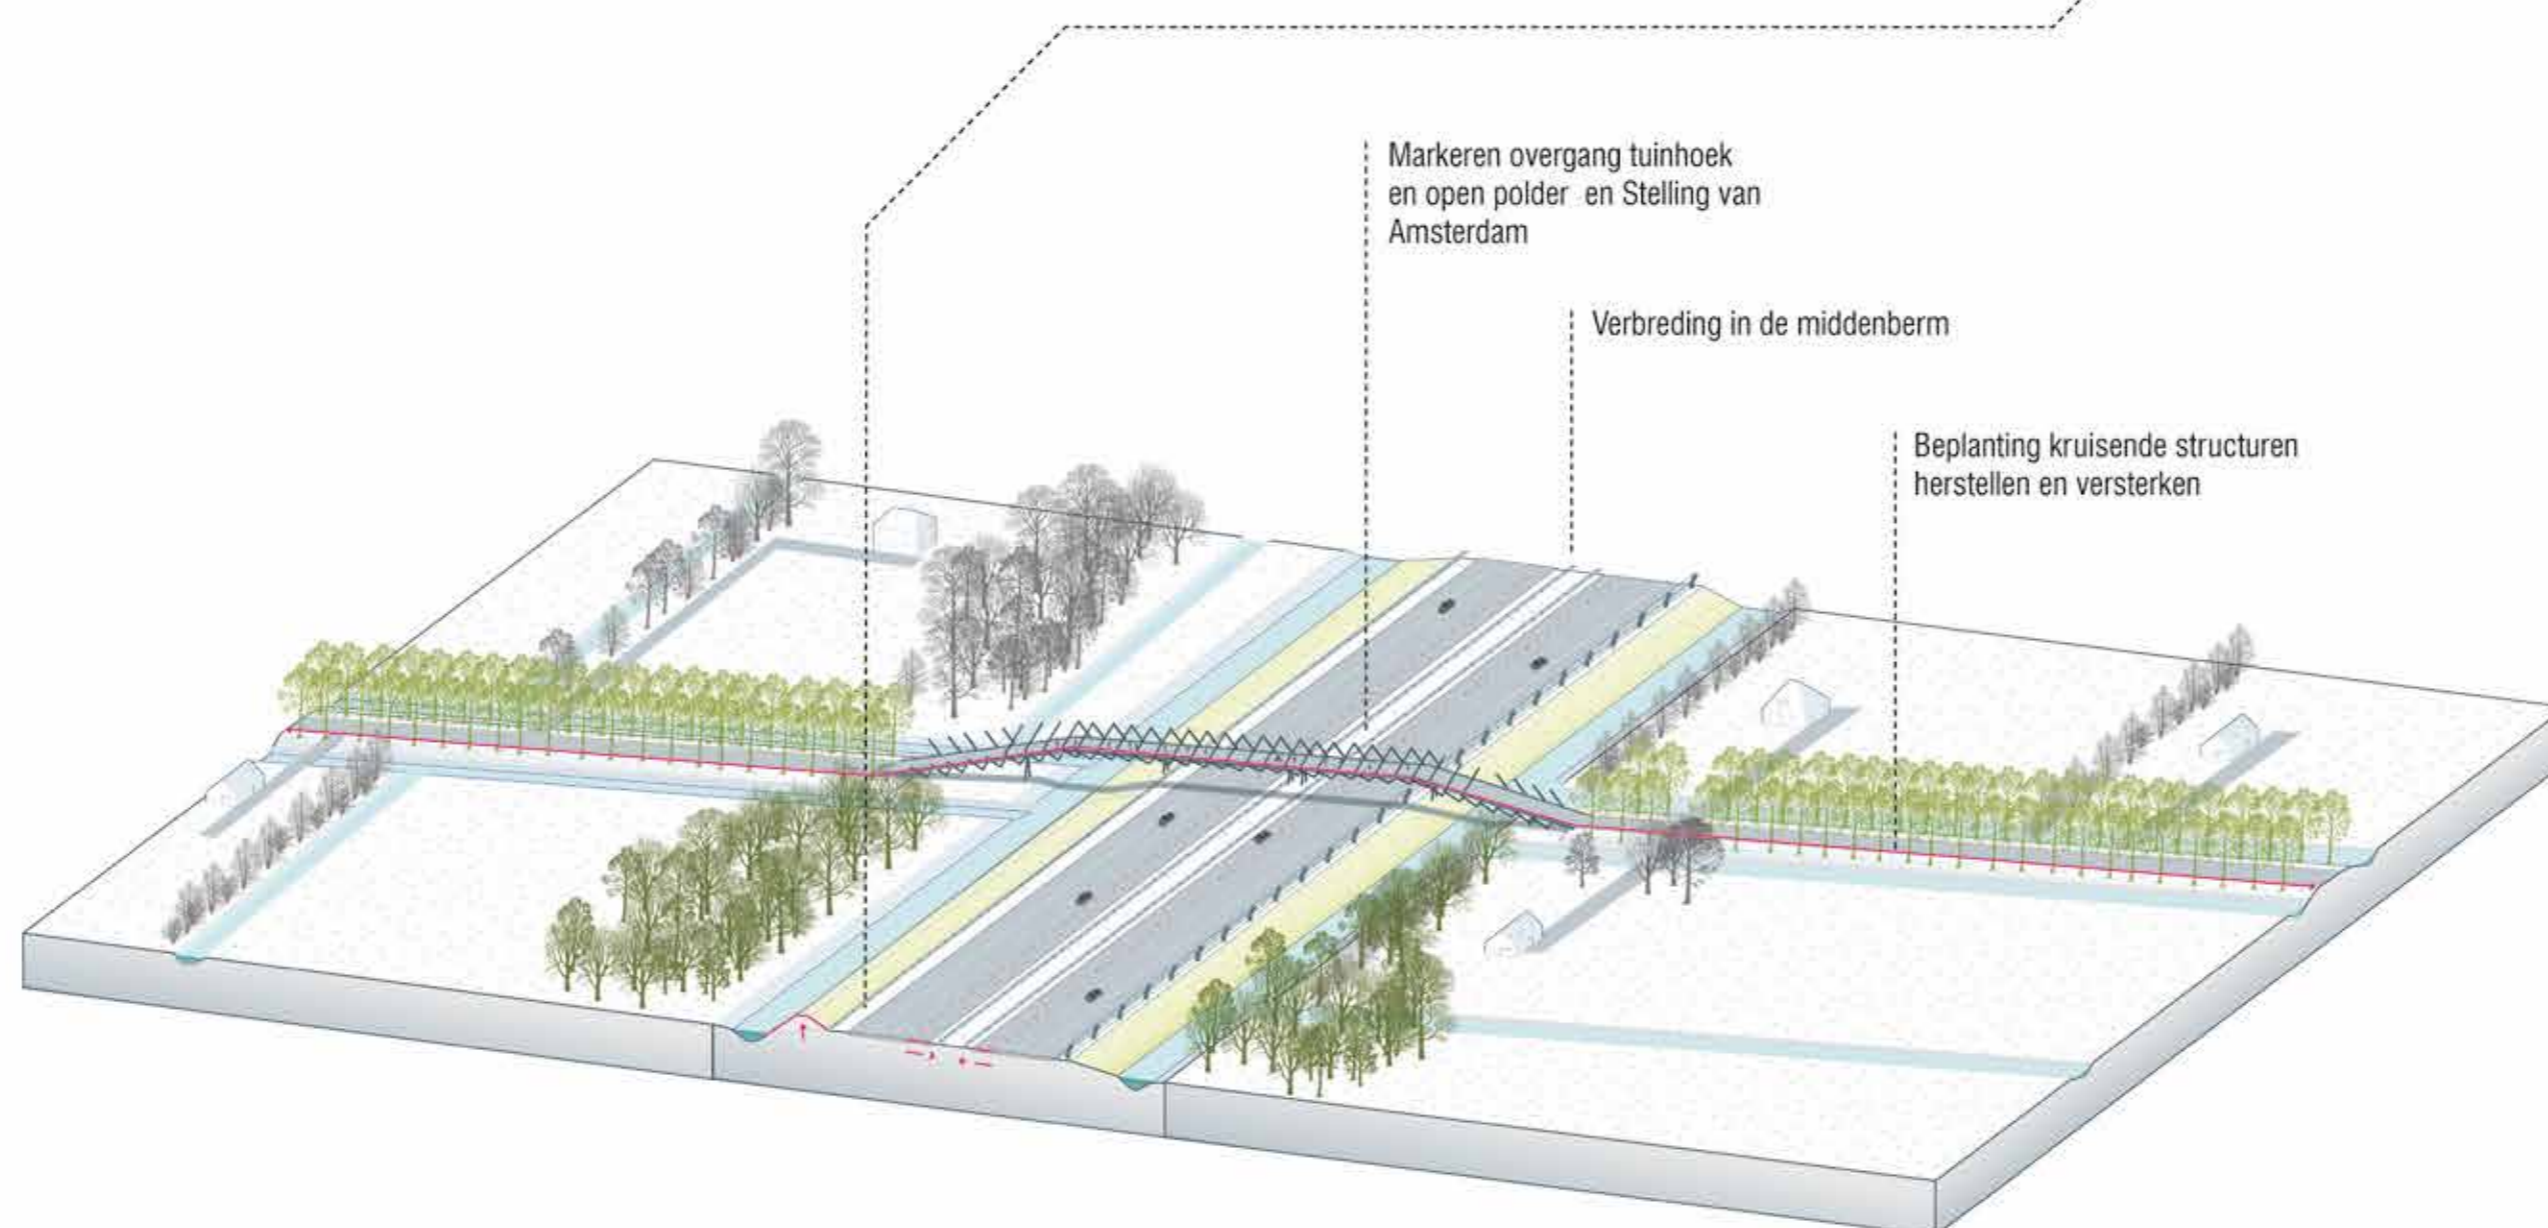 Markeren overgang tuinhoek
en open polder en Stelling van
Amsterdam
Verbreding in de middenberm
Beplanting kruisende structuren
herstellen en versterken